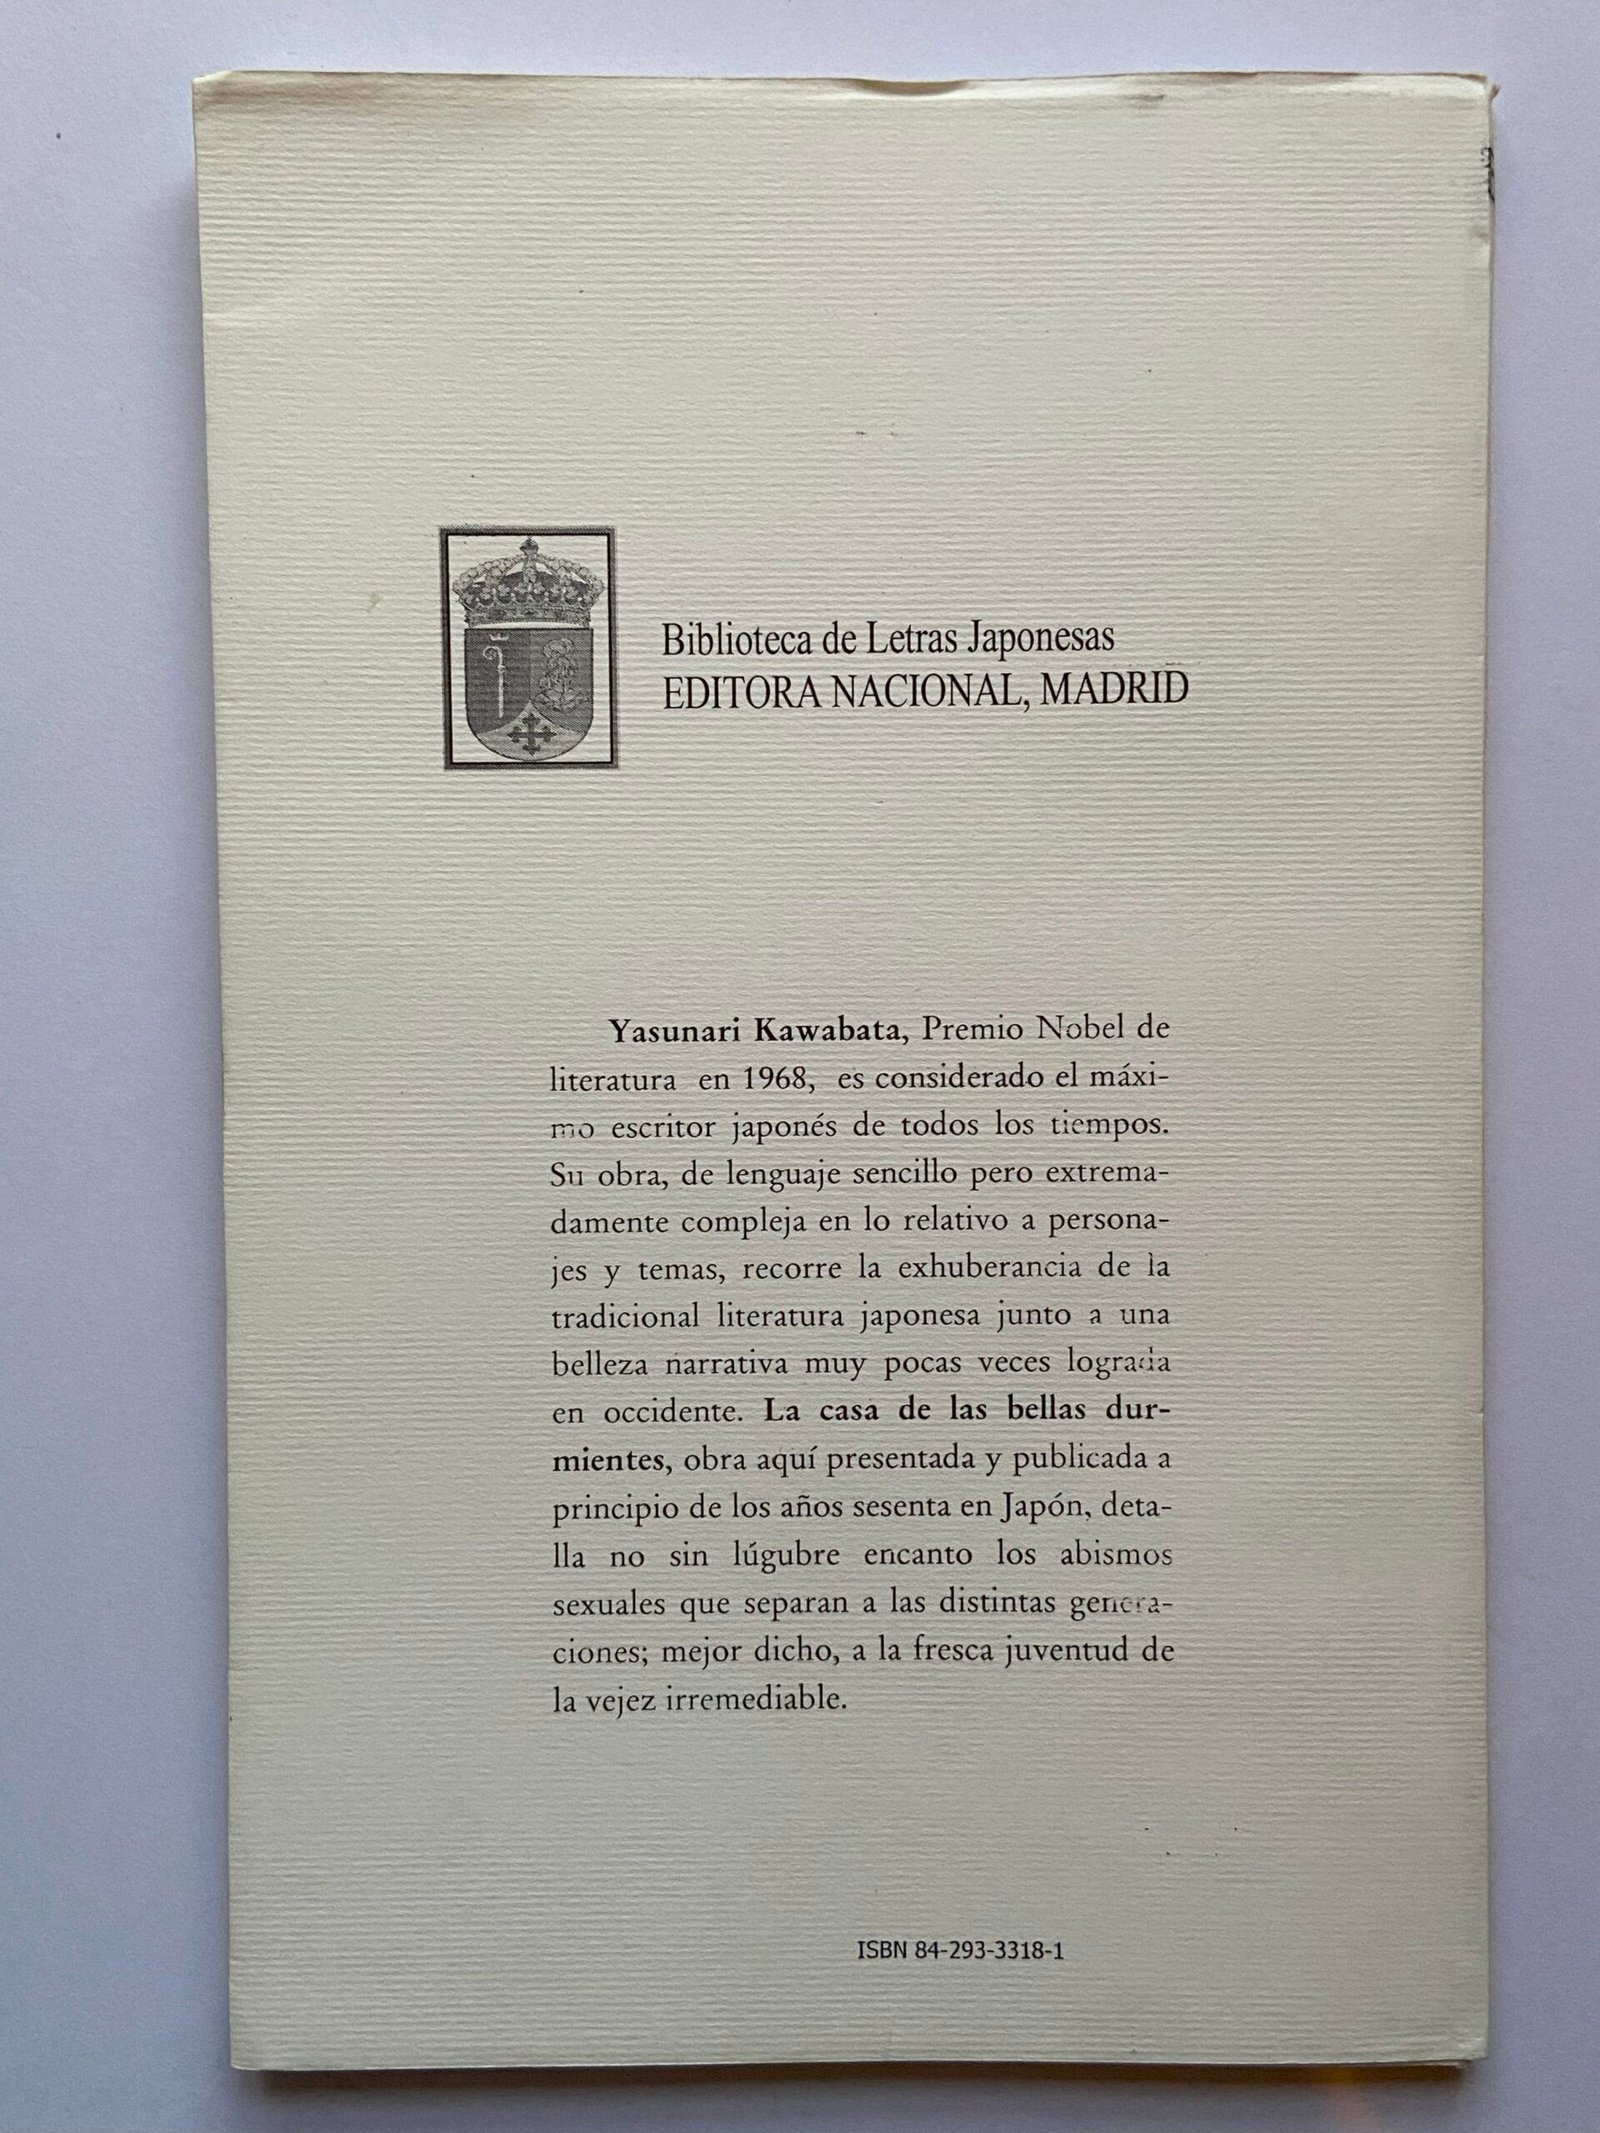 Biblioteca de Letras Japonesas
EDITORA NACIONAL, MADRID
Yasunari Kawabata, Premio Nobel de
literatura en 1968, es considerado el máxi-
mo escritor japonés de todos los tiempos.
Su obra, de lenguaje sencillo pero extrema-
damente compleja en lo relativo a persona-
jes y temas, recorre la exhuberancia de la
tradicional literatura japonesa junto a una
belleza narrativa muy pocas veces lograda
en occidente. La casa de las bellas dur-
mientes, obra aquí presentada y publicada a
principio de los años sesenta en Japón, deta-
lla no sin lúgubre encanto los abismos
sexuales que separan a las distintas genera-
ciones; mejor dicho, a la fresca juventud de
la vejez irremediable.
ISBN 84-293-3318-1